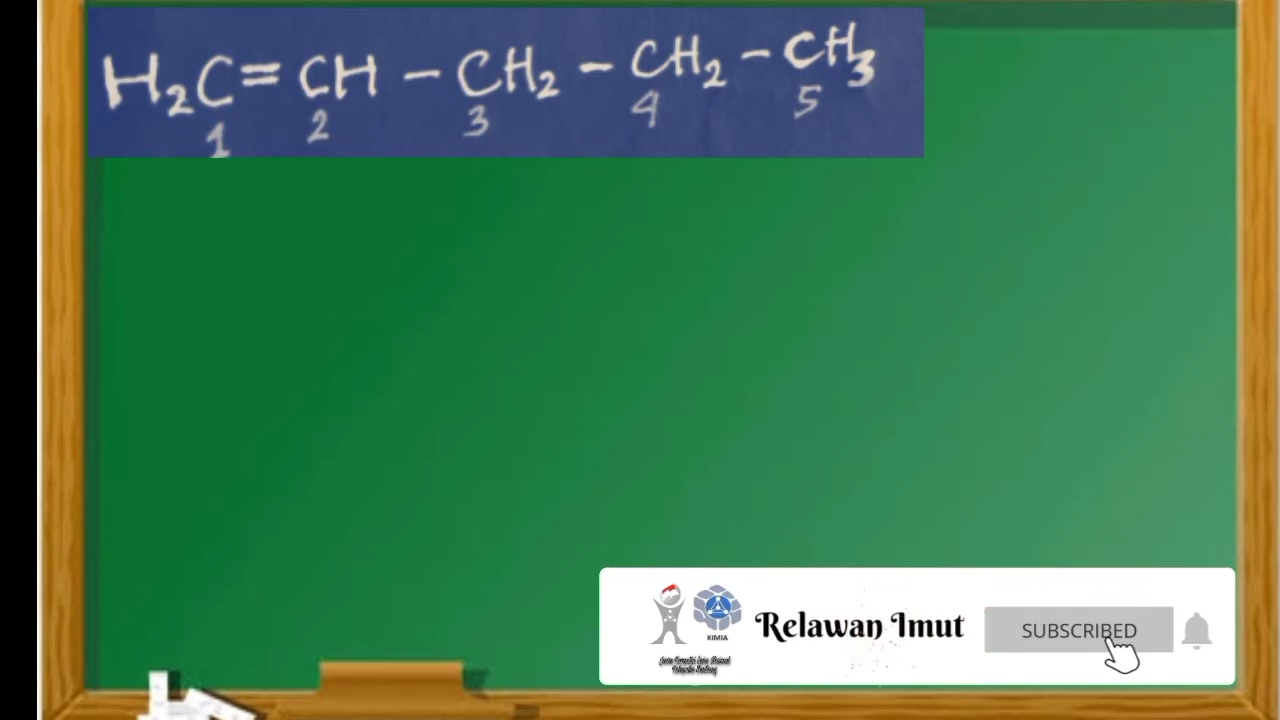 H₂C=CH-CH₂-CH₂-CH₃
1 2 3 4 5
KIMIA
Relawan Imut
SUBSCRIBED